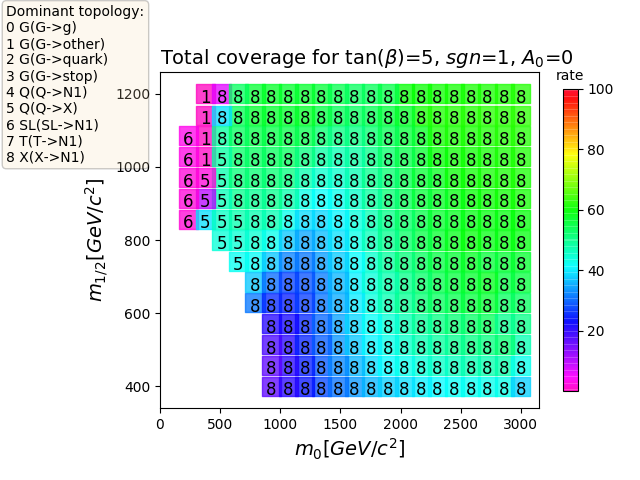 Dominant topology:
0 G(G->g)
1 G(G->other)
2 G(G->quark)
3 G(G->stop)
4 Q(Q->N1)
5 Q(Q->X)
6 SL(SL->N1)
7 T(T->N1)
8 X(X->N1)
Total coverage for tan(β)=5, sgn=1, A₀=0
rate
100
80
60
40
20
1200
1000
800
600
400
m₁/₂[GeV/c²]
1 8 8 8 8 8 8 8 8 8 8 8 8 8 8 8 8 8 8 8
1 8 8 8 8 8 8 8 8 8 8 8 8 8 8 8 8 8 8 8
6 1 8 8 8 8 8 8 8 8 8 8 8 8 8 8 8 8 8 8 8
6 1 5 8 8 8 8 8 8 8 8 8 8 8 8 8 8 8 8 8 8
6 5 5 8 8 8 8 8 8 8 8 8 8 8 8 8 8 8 8 8 8
6 5 5 8 8 8 8 8 8 8 8 8 8 8 8 8 8 8 8 8 8
6 5 5 5 8 8 8 8 8 8 8 8 8 8 8 8 8 8 8 8 8
5 5 8 8 8 8 8 8 8 8 8 8 8 8 8 8 8 8 8
5 5 8 8 8 8 8 8 8 8 8 8 8 8 8 8 8 8
8 8 8 8 8 8 8 8 8 8 8 8 8 8 8 8 8
8 8 8 8 8 8 8 8 8 8 8 8 8 8 8 8 8
8 8 8 8 8 8 8 8 8 8 8 8 8 8 8 8
8 8 8 8 8 8 8 8 8 8 8 8 8 8 8 8
8 8 8 8 8 8 8 8 8 8 8 8 8 8 8 8
8 8 8 8 8 8 8 8 8 8 8 8 8 8 8 8
0 500 1000 1500 2000 2500 3000
m₀[GeV/c²]